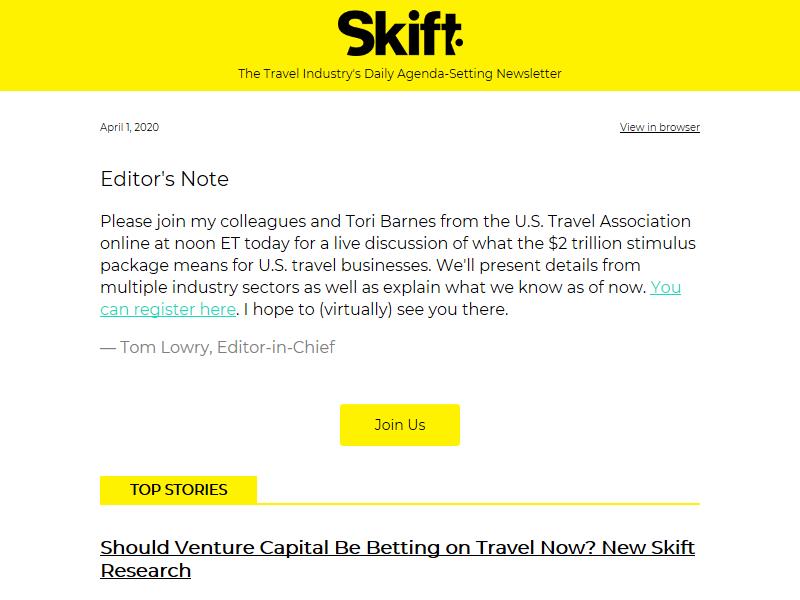 Skift
The Travel Industry's Daily Agenda-Setting Newsletter
April 1, 2020
View in browser
Editor's Note
Please join my colleagues and Tori Barnes from the U.S. Travel Association
online at noon ET today for a live discussion of what the $2 trillion stimulus
package means for U.S. travel businesses. We'll present details from
multiple industry sectors as well as explain what we know as of now. You
can register here. I hope to (virtually) see you there.
— Tom Lowry, Editor-in-Chief
Join Us
TOP STORIES
Should Venture Capital Be Betting on Travel Now? New Skift
Research